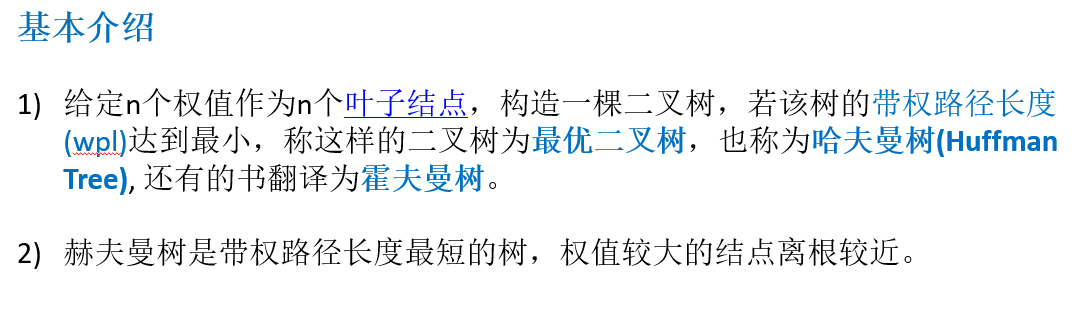 基本介绍
1) 给定n个权值作为n个叶子结点，构造一棵二叉树，若该树的带权路径长度
(wpl)达到最小，称这样的二叉树为最优二叉树，也称为哈夫曼树(Huffman
Tree), 还有的书翻译为霍夫曼树。
2) 赫夫曼树是带权路径长度最短的树，权值较大的结点离根较近。